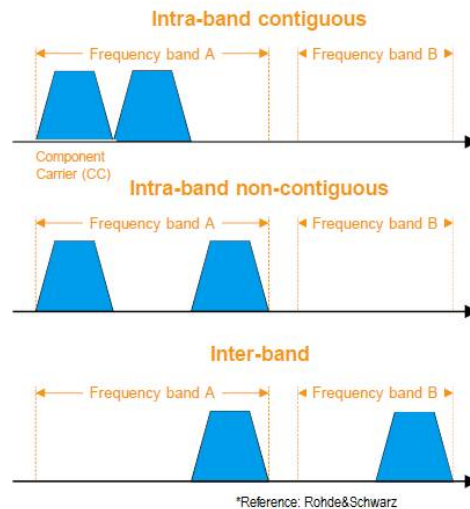 Intra-band contiguous
Frequency band A Frequency band B
Component
Carrier (CC)
Intra-band non-contiguous
Frequency band A Frequency band B
Inter-band
Frequency band A Frequency band B
*Reference: Rohde&Schwarz